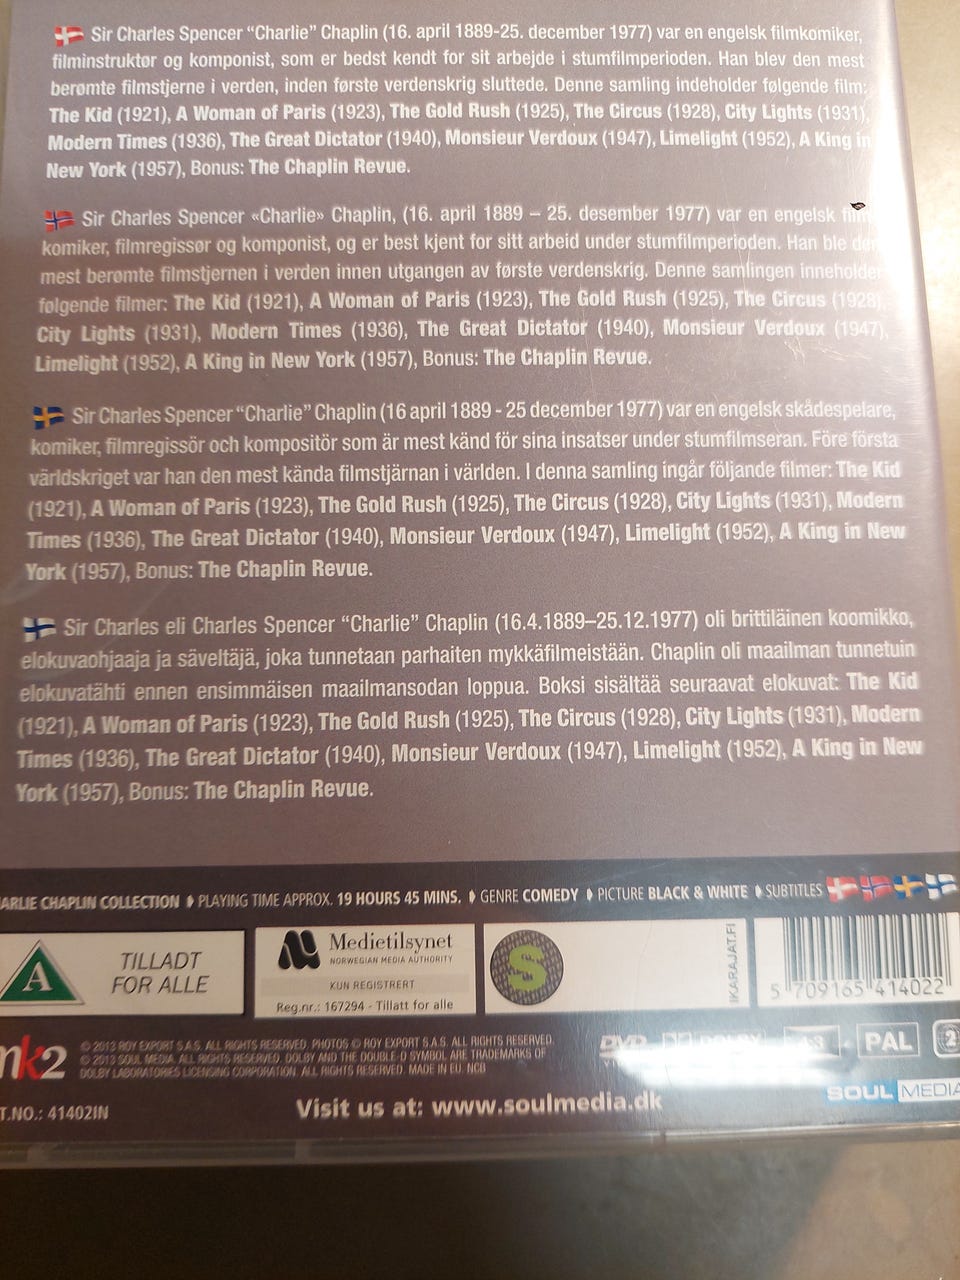 Sir Charles Spencer “Charlie” Chaplin (16. april 1889-25. december 1977) var en engelsk filmkomiker,
filminstruktør og komponist, som er bedst kendt for sit arbejde i stumfilmperioden. Han blev den mest
berømte filmstjerne i verden, inden første verdenskrig sluttede. Denne samling indeholder følgende film:
The Kid (1921), A Woman of Paris (1923), The Gold Rush (1925), The Circus (1928), City Lights (1931),
Modern Times (1936), The Great Dictator (1940), Monsieur Verdoux (1947), Limelight (1952), A King in
New York (1957), Bonus: The Chaplin Revue.
Sir Charles Spencer «Charlie» Chaplin, (16. april 1889 – 25. desember 1977) var en engelsk film-
komiker, filmregissør og komponist, og er best kjent for sitt arbeid under stumfilmperioden. Han ble den
mest berømte filmstjernen i verden innen utgangen av første verdenskrig. Denne samlingen inneholder
følgende filmer: The Kid (1921), A Woman of Paris (1923), The Gold Rush (1925), The Circus (1928),
City Lights (1931), Modern Times (1936), The Great Dictator (1940), Monsieur Verdoux (1947),
Limelight (1952), A King in New York (1957), Bonus: The Chaplin Revue.
Sir Charles Spencer “Charlie” Chaplin (16 april 1889 - 25 december 1977) var en engelsk skådespelare,
komiker, filmregissör och kompositör som är mest känd för sina insatser under stumfilmseran. Före första
världskriget var han den mest kända filmstjärnan i världen. I denna samling ingår följande filmer: The Kid
(1921), A Woman of Paris (1923), The Gold Rush (1925), The Circus (1928), City Lights (1931), Modern
Times (1936), The Great Dictator (1940), Monsieur Verdoux (1947), Limelight (1952), A King in New
York (1957), Bonus: The Chaplin Revue.
Sir Charles eli Charles Spencer “Charlie” Chaplin (16.4.1889–25.12.1977) oli brittiläinen koomikko,
elokuvaohjaaja ja säveltäjä, joka tunnetaan parhaiten mykkäfilmeistään. Chaplin oli maailman tunnetuin
elokuvatähti ennen ensimmäisen maailmansodan loppua. Boksi sisältää seuraavat elokuvat: The Kid
(1921), A Woman of Paris (1923), The Gold Rush (1925), The Circus (1928), City Lights (1931), Modern
Times (1936), The Great Dictator (1940), Monsieur Verdoux (1947), Limelight (1952), A King in New
York (1957), Bonus: The Chaplin Revue.
ARLIE CHAPLIN COLLECTION PLAYING TIME APPROX. 19 HOURS 45 MINS. GENRE COMEDY PICTURE BLACK & WHITE SUBTITLES
A
TILLADT
FOR ALLE
Medietilsynet
NORWEGIAN MEDIA AUTHORITY
KUN REGISTRERT
Reg.nr.: 167294 - Tillatt for alle
S
IKARAJAT.FI
5 709165 414022
mk2
© 2013 ROY EXPORT S.A.S. ALL RIGHTS RESERVED. PHOTOS © ROY EXPORT S.A.S. ALL RIGHTS RESERVED.
© 2013 SOUL MEDIA. ALL RIGHTS RESERVED. DOLBY AND THE DOUBLE-D SYMBOL ARE TRADEMARKS OF
DOLBY LABORATORIES LICENSING CORPORATION. ALL RIGHTS RESERVED. MADE IN EU. NCB
DVD
DOLBY
4:3
PAL
2
SOUL MEDIA
T.NO.: 41402IN
Visit us at: www.soulmedia.dk